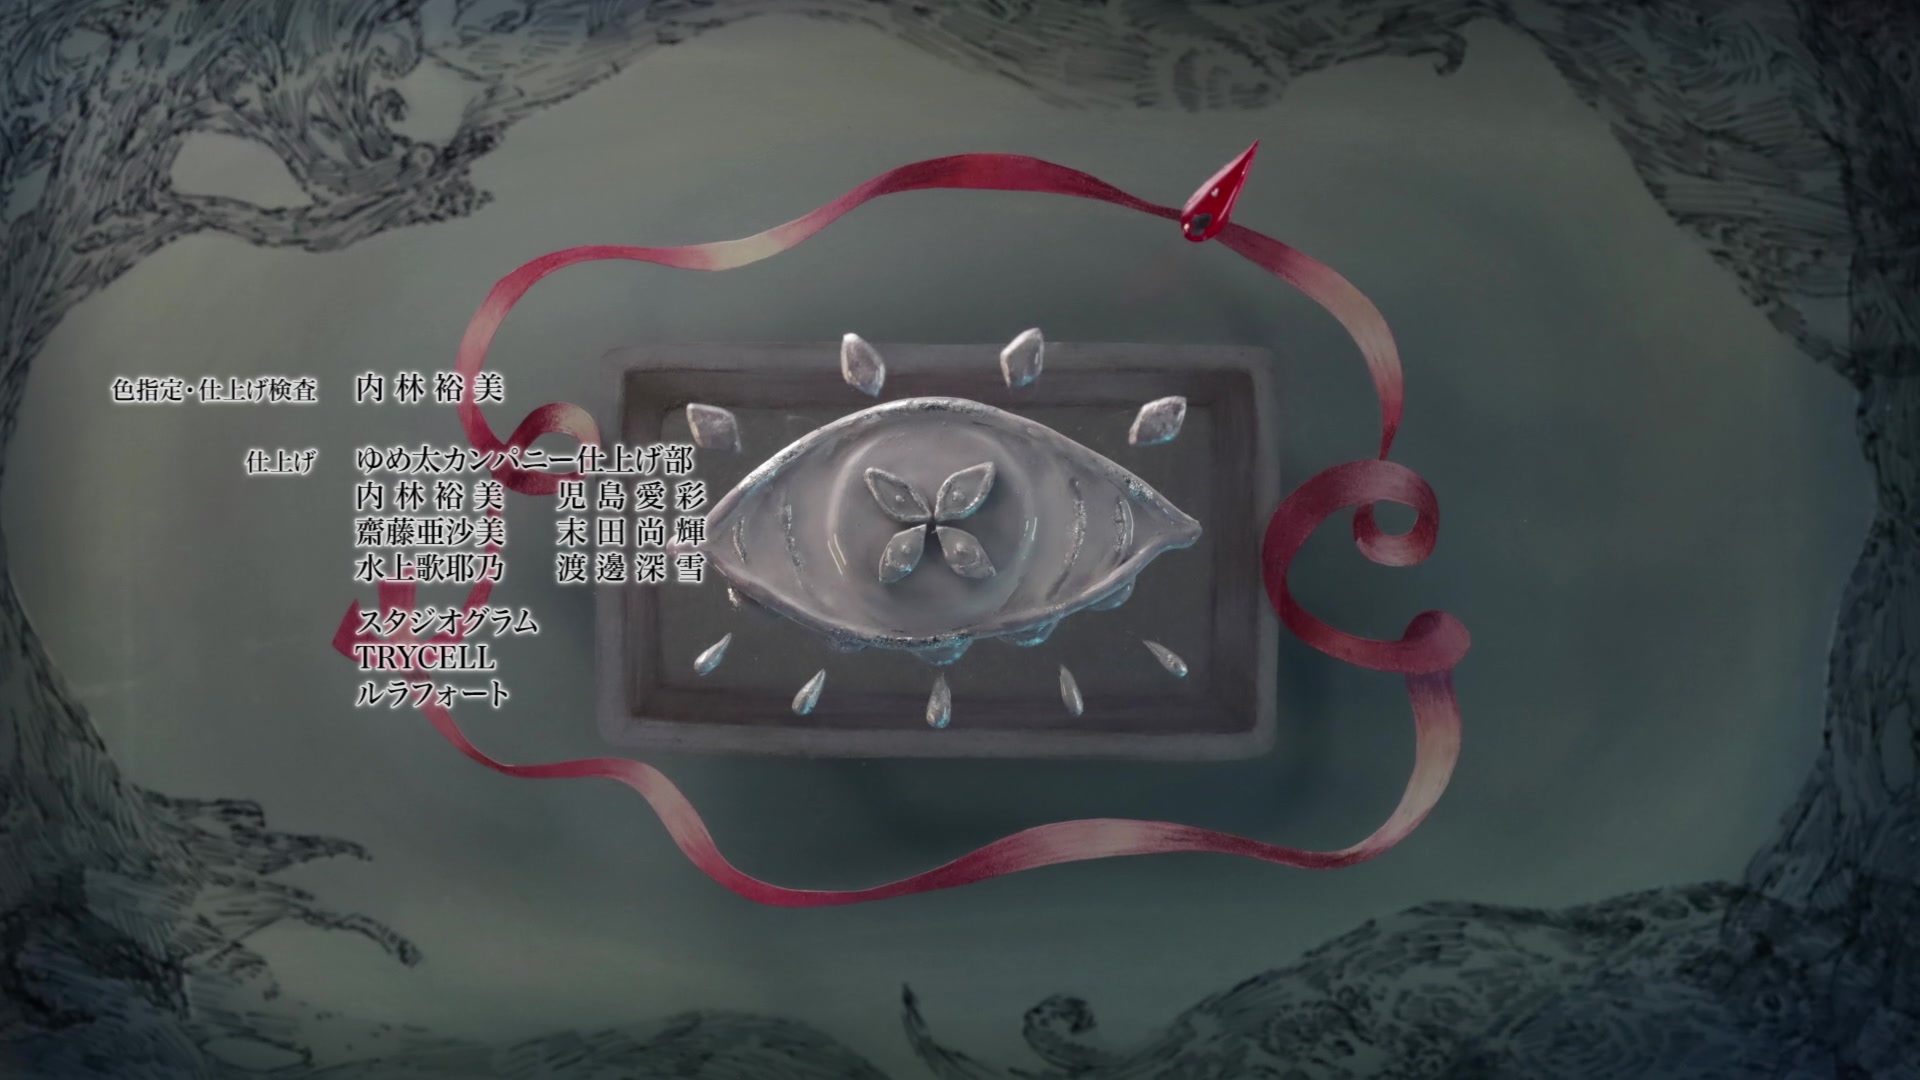 色指定・仕上げ検査 内林裕美
仕上げ ゆめ太カンパニー仕上げ部
内林裕美 児島愛彩
齋藤亜沙美 末田尚輝
水上歌耶乃 渡邊深雪
スタジオグラム
TRYCELL
ルラフォート